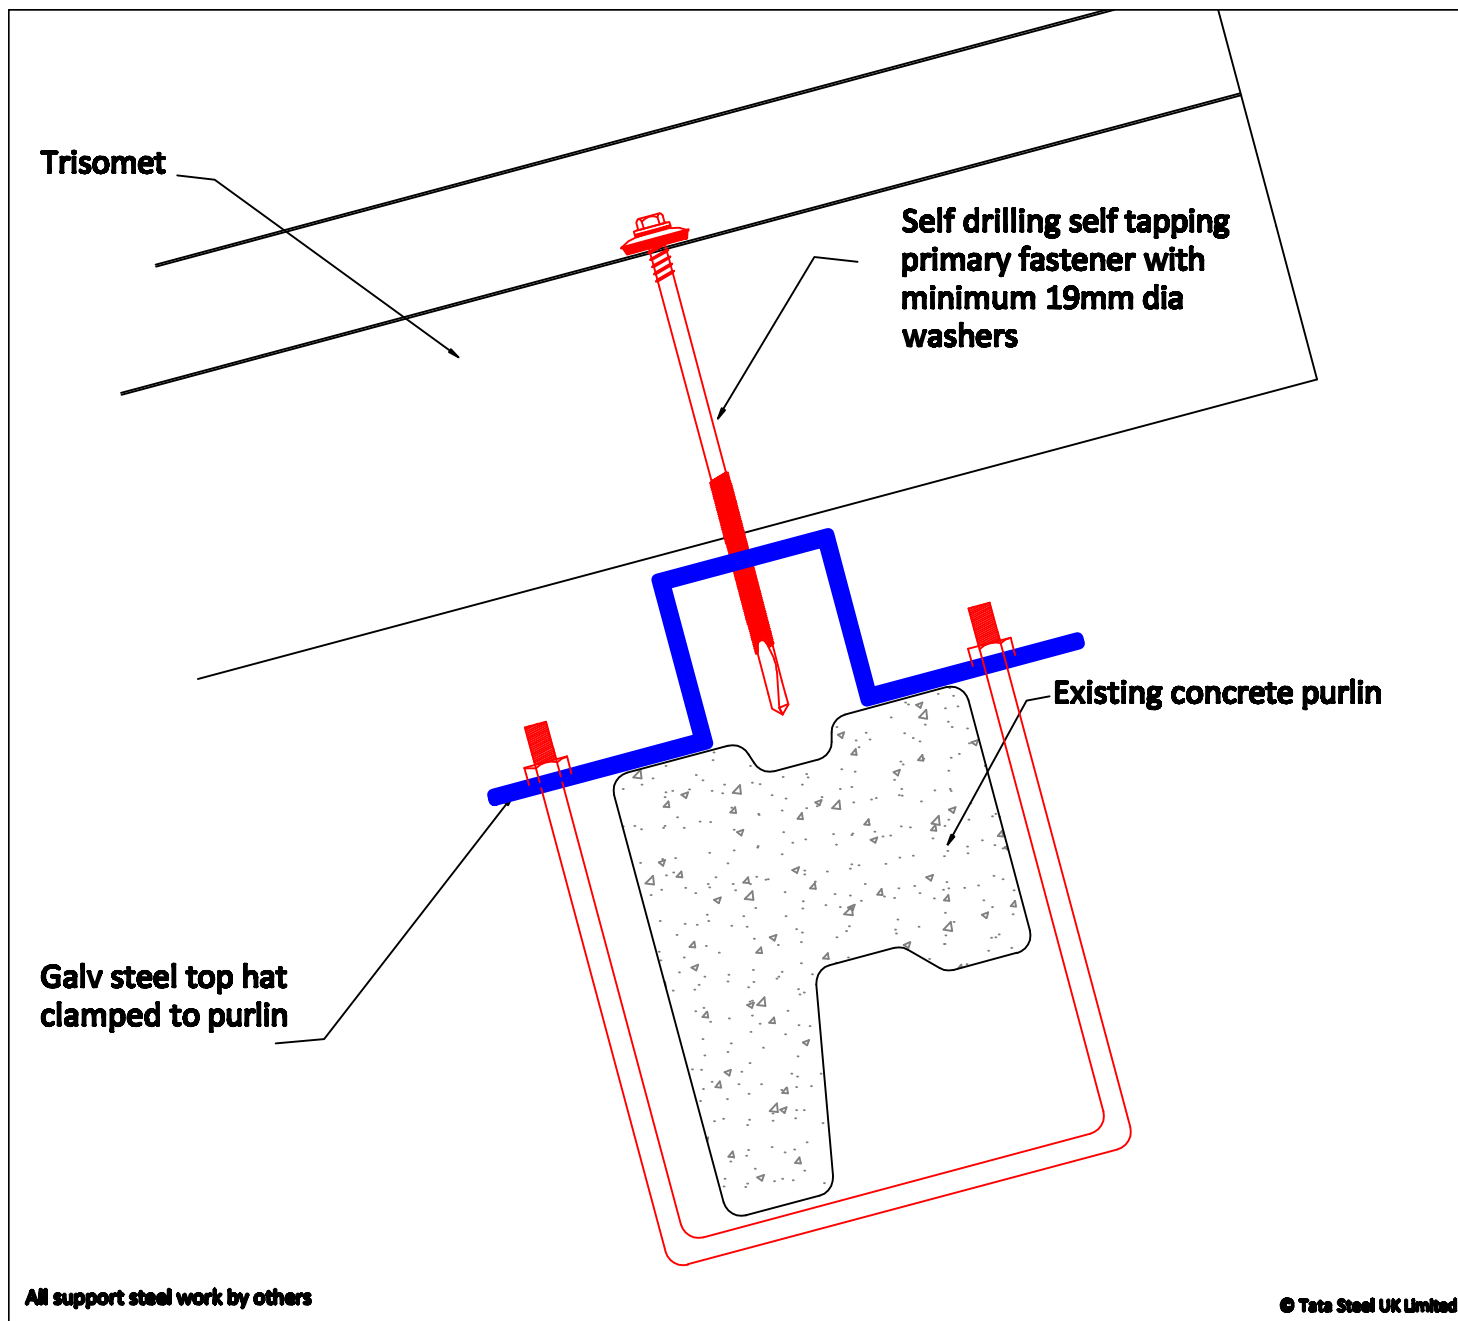 Trisomet
Self drilling self tapping
primary fastener with
minimum 19mm dia
washers
Existing concrete purlin
Galv steel top hat
clamped to purlin
All support steel work by others
© Tata Steel UK Limited